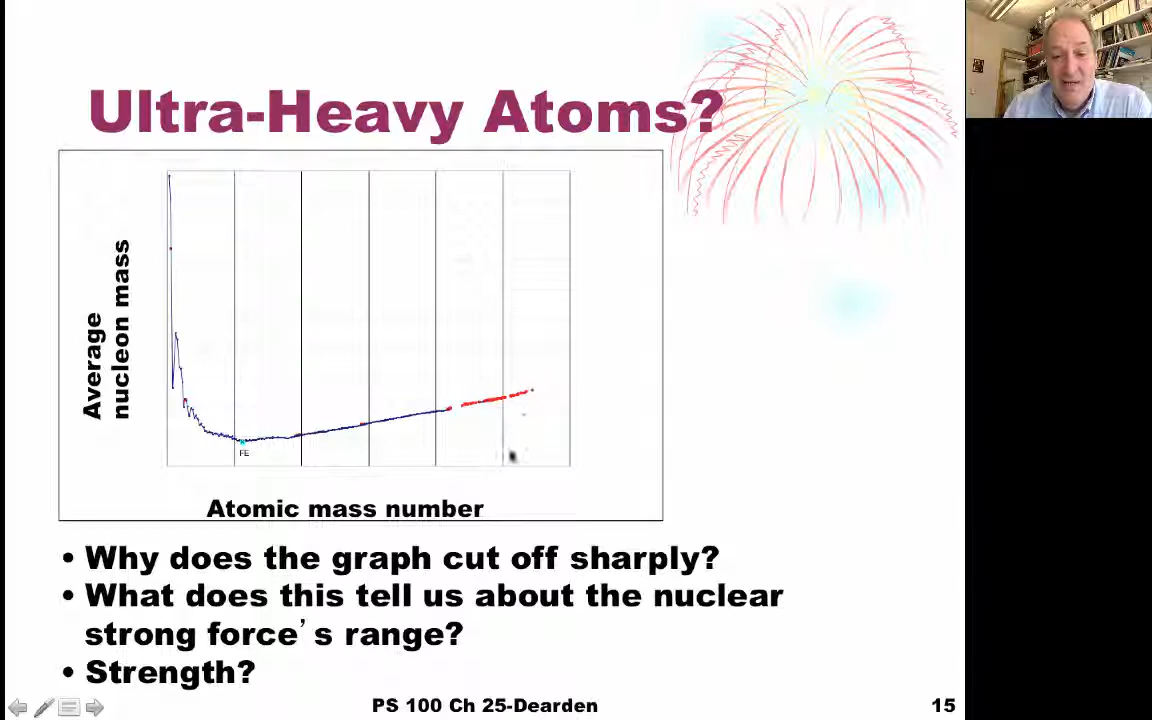 Ultra-Heavy Atoms?
Average
nucleon mass
FE
Atomic mass number
• Why does the graph cut off sharply?
• What does this tell us about the nuclear
strong force’s range?
• Strength?
PS 100 Ch 25-Dearden
15